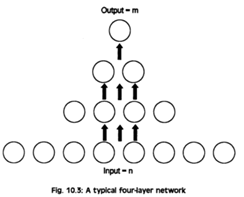 Output = m
Input = n
Fig. 10.3: A typical four-layer network